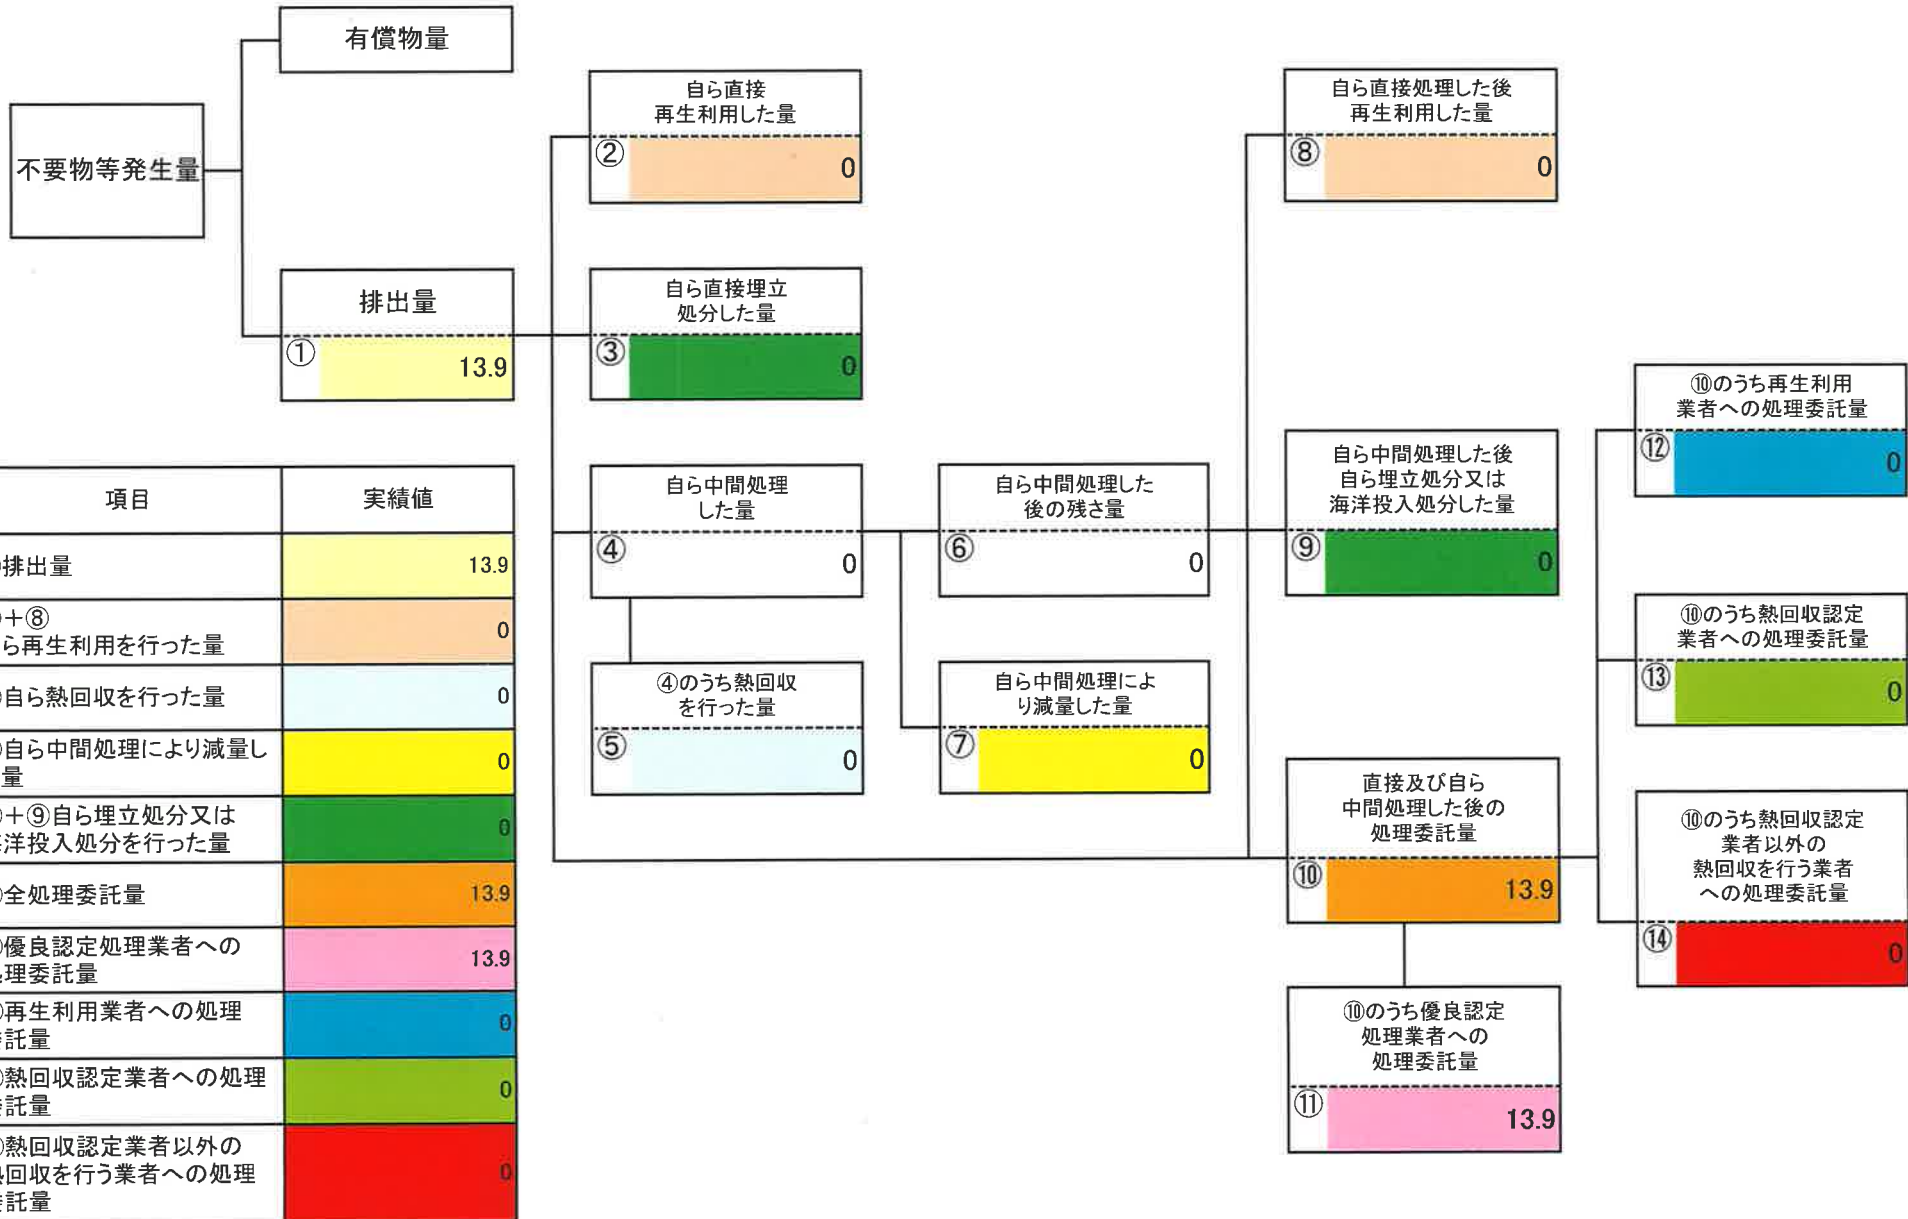 有償物量
不要物等発生量
排出量
①
13.9
自ら直接
再生利用した量
②
0
自ら直接埋立
処分した量
③
0
自ら中間処理
した量
④
0
④のうち熱回収
を行った量
⑤
0
自ら中間処理した
後の残さ量
⑥
0
自ら中間処理によ
り減量した量
⑦
0
自ら直接処理した後
再生利用した量
⑧
0
自ら中間処理した後
自ら埋立処分又は
海洋投入処分した量
⑨
0
直接及び自ら
中間処理した後の
処理委託量
⑩
13.9
⑩のうち優良認定
処理業者への
処理委託量
⑪
13.9
⑩のうち再生利用
業者への処理委託量
⑫
0
⑩のうち熱回収認定
業者への処理委託量
⑬
0
⑩のうち熱回収認定
業者以外の
熱回収を行う業者
への処理委託量
⑭
0
項目 実績値
排出量 13.9
+⑧
ら再生利用を行った量 0
自ら熱回収を行った量 0
自ら中間処理により減量し
量 0
+⑨自ら埋立処分又は
洋投入処分を行った量 0
全処理委託量 13.9
優良認定処理業者への
理委託量 13.9
再生利用業者への処理
託量 0
熱回収認定業者への処理
託量 0
熱回収認定業者以外の
回収を行う業者への処理
託量 0